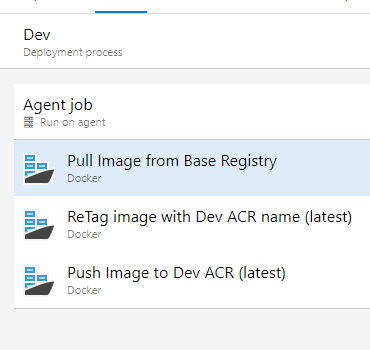 Dev
Deployment process
Agent job
Run on agent
Pull Image from Base Registry
Docker
ReTag image with Dev ACR name (latest)
Docker
Push Image to Dev ACR (latest)
Docker